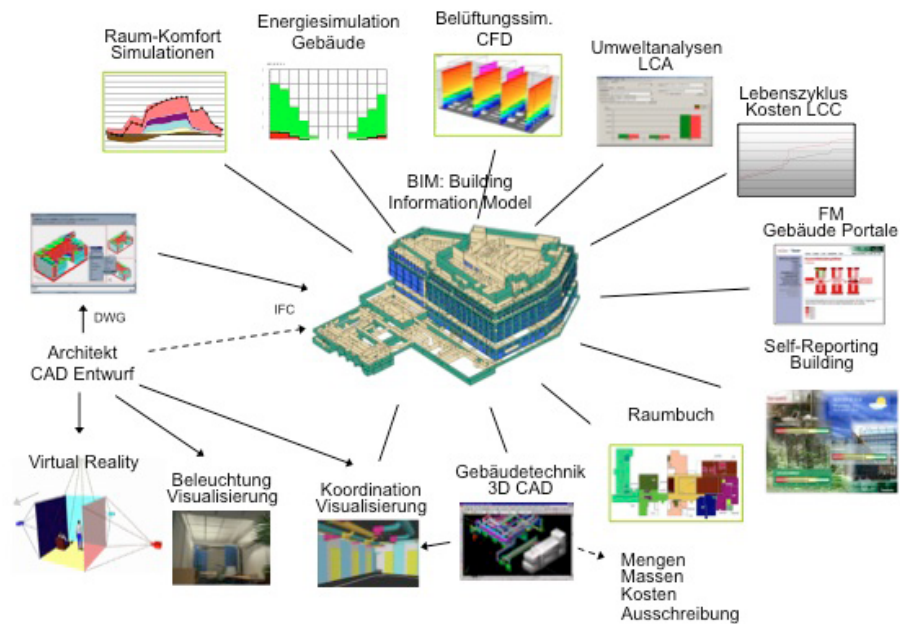 Raum-Komfort
Simulationen
Energiesimulation
Gebäude
Belüftungssim.
CFD
Umweltanalysen
LCA
Lebenszyklus
Kosten LCC
BIM: Building
Information Model
FM
Gebäude Portale
DWG
IFC
Architekt
CAD Entwurf
Self-Reporting
Building
Raumbuch
Virtual Reality
Beleuchtung
Visualisierung
Koordination
Visualisierung
Gebäudetechnik
3D CAD
Mengen
Massen
Kosten
Ausschreibung